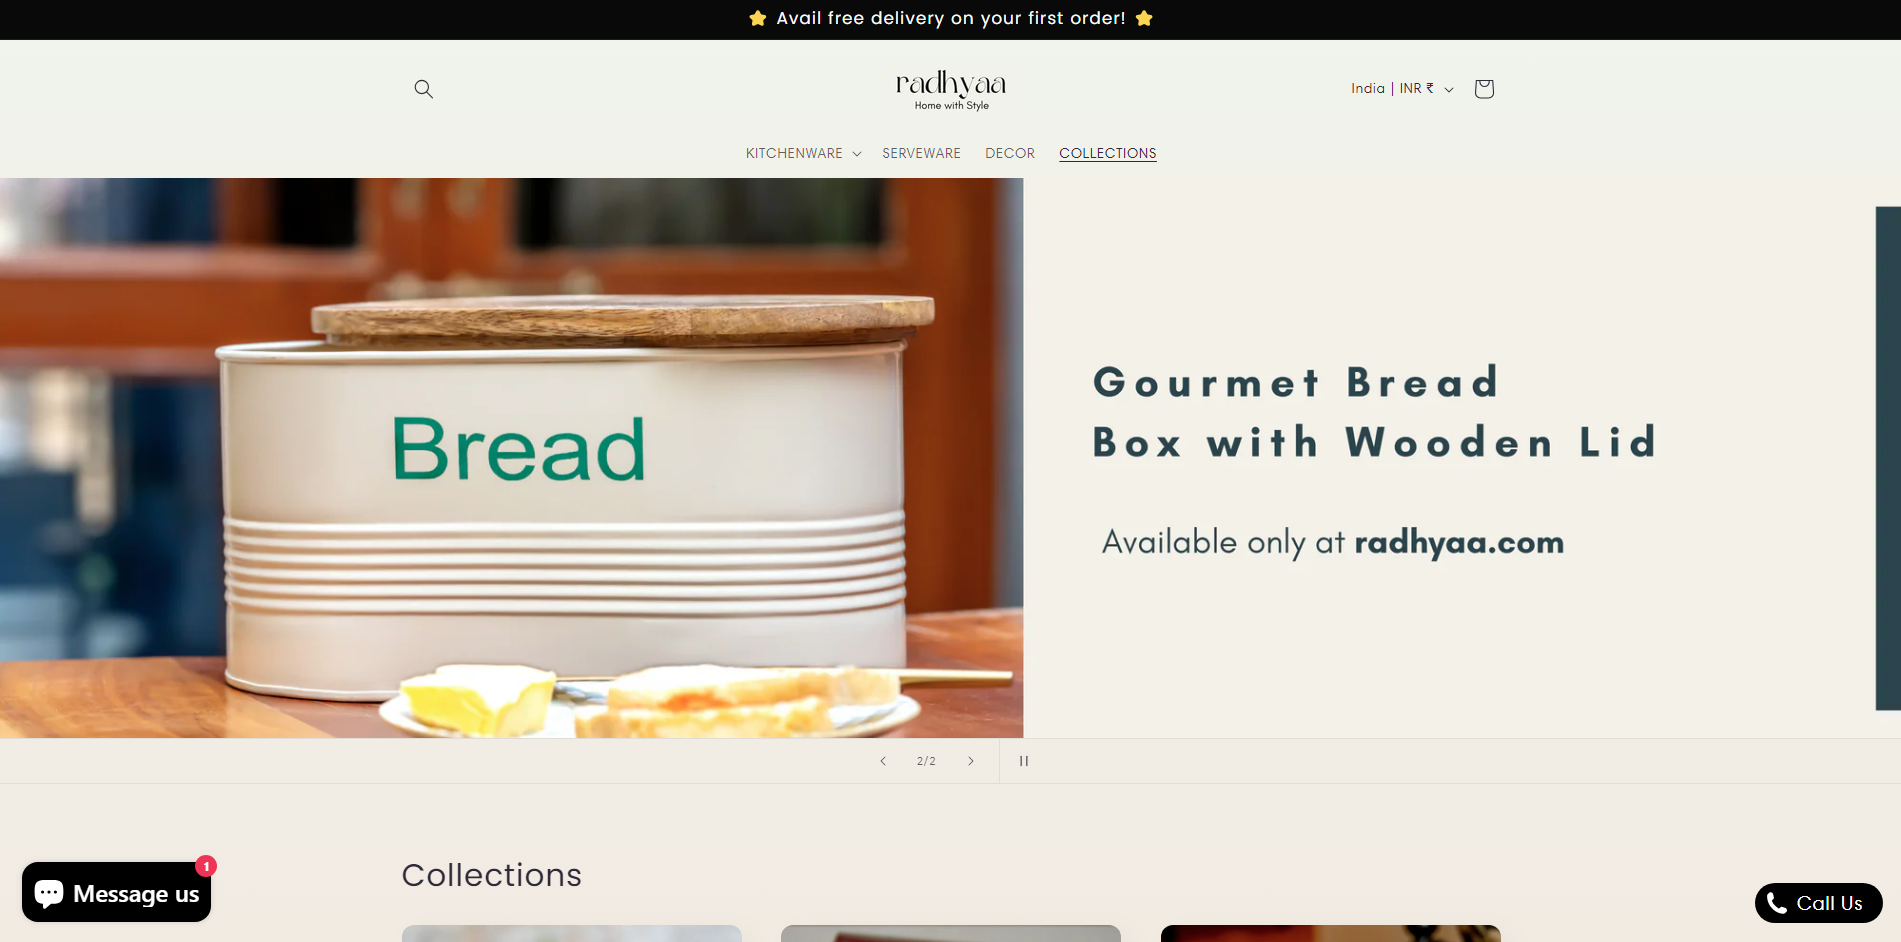 Avail free delivery on your first order!
radhyaa
Home with Style
India | INR ₹
KITCHENWARE
SERVEWARE
DECOR
COLLECTIONS
Bread
Gourmet Bread
Box with Wooden Lid
Available only at radhyaa.com
2/2
Collections
1
Message us
Call Us